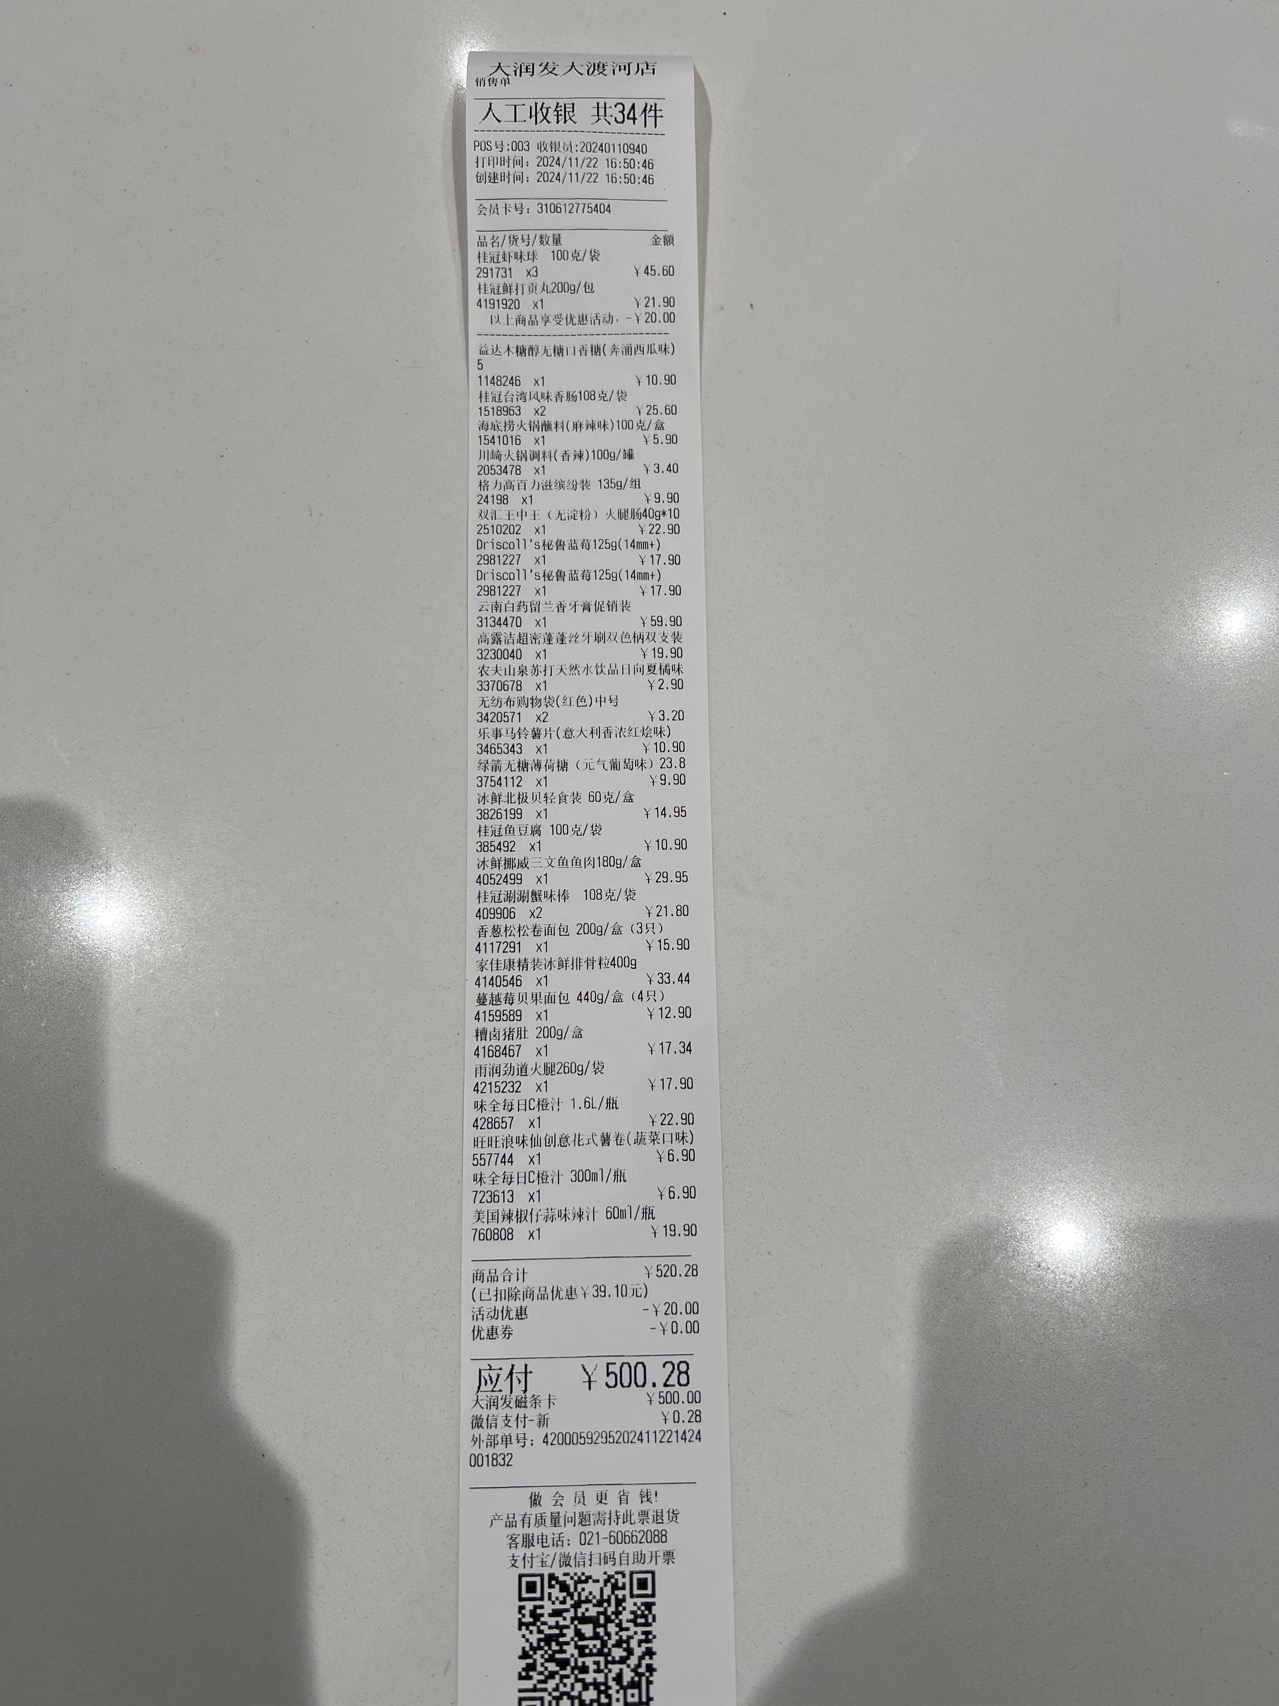 大润发大渡河店
销售单
人工收银 共34件
POS号:003 收银员:20240110940
打印时间: 2024/11/22 16:50:46
创建时间: 2024/11/22 16:50:46
会员卡号: 310612775404
品名/货号/数量 金额
桂冠虾味球 100克/袋
291731 x3 ¥45.60
桂冠鲜打贡丸200g/包
4191920 x1 ¥21.90
以上商品享受优惠活动,-¥20.00
益达木糖醇无糖口香糖(奔涌西瓜味)
5
1148246 x1 ¥10.90
桂冠台湾风味香肠108克/袋
1518963 x2 ¥25.60
海底捞火锅蘸料(麻辣味)100克/盒
1541016 x1 ¥5.90
川崎火锅调料(香辣)100g/罐
2053478 x1 ¥3.40
格力高百力滋缤纷装 135g/组
24198 x1 ¥9.90
双汇王中王（无淀粉）火腿肠40g*10
2510202 x1 ¥22.90
Driscoll's秘鲁蓝莓125g(14mm+)
2981227 x1 ¥17.90
Driscoll's秘鲁蓝莓125g(14mm+)
2981227 x1 ¥17.90
云南白药留兰香牙膏促销装
3134470 x1 ¥59.90
高露洁超密蓬蓬丝牙刷双色柄双支装
3230040 x1 ¥19.90
农夫山泉苏打天然水饮品日向夏橘味
3370678 x1 ¥2.90
无纺布购物袋(红色)中号
3420571 x2 ¥3.20
乐事马铃薯片(意大利香浓红烩味)
3465343 x1 ¥10.90
绿箭无糖薄荷糖（元气葡萄味）23.8
3754112 x1 ¥9.90
冰鲜北极贝轻食装 60克/盒
3826199 x1 ¥14.95
桂冠鱼豆腐 100克/袋
385492 x1 ¥10.90
冰鲜挪威三文鱼鱼肉180g/盒
4052499 x1 ¥29.95
桂冠涮涮蟹味棒 108克/袋
409906 x2 ¥21.80
香葱松松卷面包 200g/盒（3只）
4117291 x1 ¥15.90
家佳康精装冰鲜排骨粒400g
4140546 x1 ¥33.44
蔓越莓贝果面包 440g/盒（4只）
4159589 x1 ¥12.90
糟卤猪肚 200g/盒
4168467 x1 ¥17.34
雨润劲道火腿260g/袋
4215232 x1 ¥17.90
味全每日C橙汁 1.6L/瓶
428657 x1 ¥22.90
旺旺浪味仙创意花式薯卷(蔬菜口味)
557744 x1 ¥6.90
味全每日C橙汁 300ml/瓶
723613 x1 ¥6.90
美国辣椒仔蒜味辣汁 60ml/瓶
760808 x1 ¥19.90
商品合计 ¥520.28
(已扣除商品优惠¥39.10元)
活动优惠 -¥20.00
优惠券 -¥0.00
应付 ¥500.28
大润发磁条卡 ¥500.00
微信支付-新 ¥0.28
外部单号: 4200059295202411221424
001832
做 会 员 更 省 钱!
产品有质量问题需持此票退货
客服电话: 021-60662088
支付宝/微信扫码自助开票